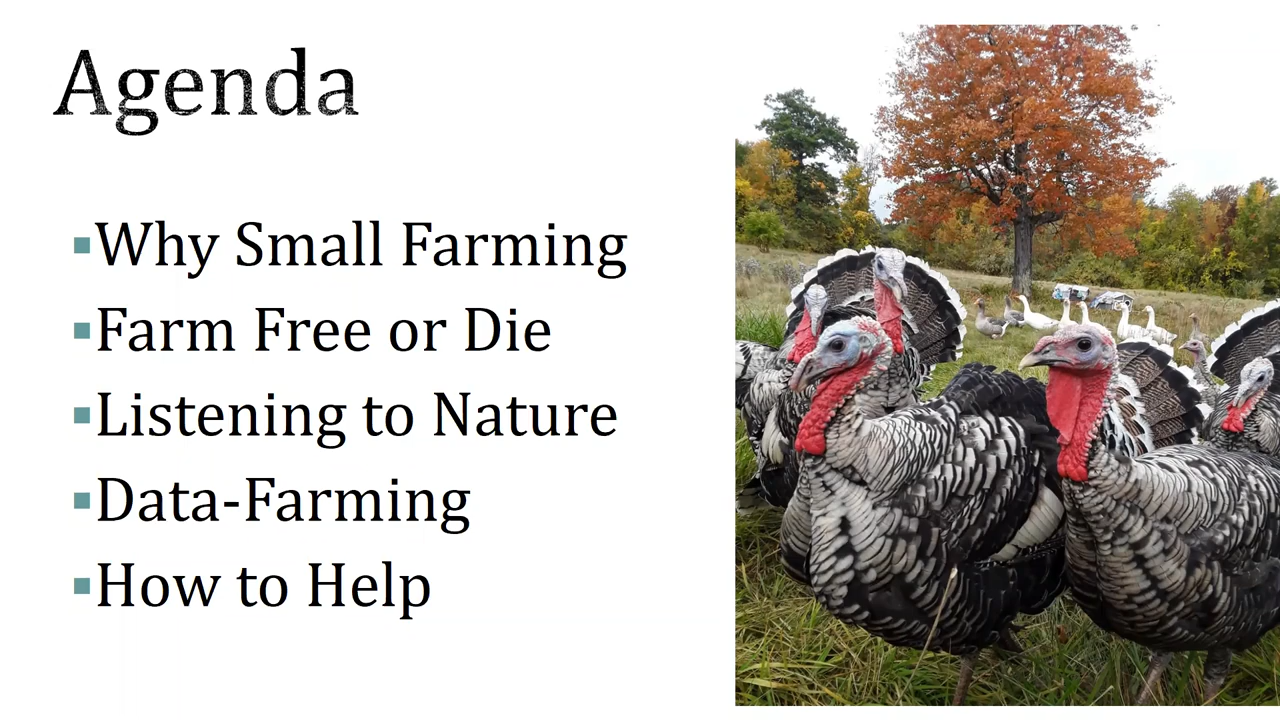 Agenda
Why Small Farming
Farm Free or Die
Listening to Nature
Data-Farming
How to Help